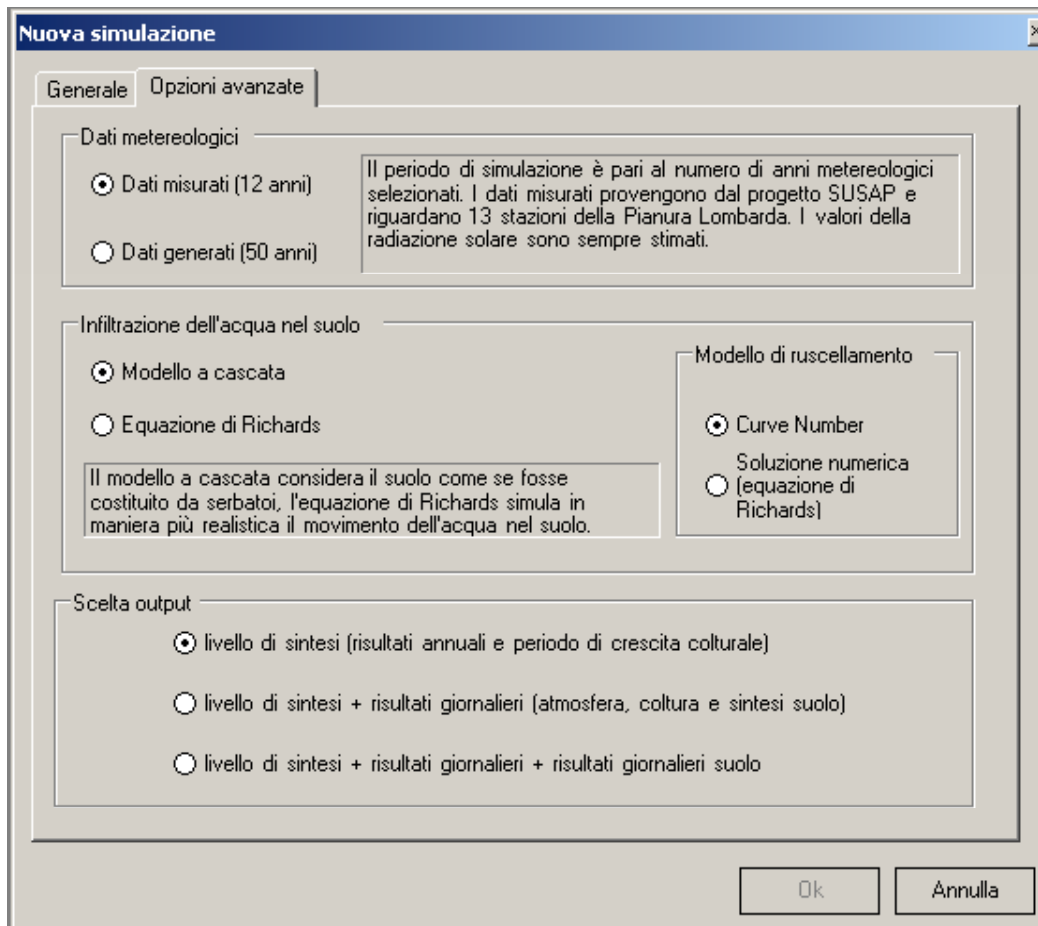 Nuova simulazione
Generale
Opzioni avanzate
Dati metereologici
Dati misurati (12 anni)
Dati generati (50 anni)
Il periodo di simulazione è pari al numero di anni metereologici
selezionati. I dati misurati provengono dal progetto SUSAP e
riguardano 13 stazioni della Pianura Lombarda. I valori della
radiazione solare sono sempre stimati.
Infiltrazione dell'acqua nel suolo
Modello a cascata
Equazione di Richards
Il modello a cascata considera il suolo come se fosse
costituito da serbatoi, l'equazione di Richards simula in
maniera più realistica il movimento dell'acqua nel suolo.
Modello di ruscellamento
Curve Number
Soluzione numerica
(equazione di
Richards)
Scelta output
livello di sintesi (risultati annuali e periodo di crescita colturale)
livello di sintesi + risultati giornalieri (atmosfera, coltura e sintesi suolo)
livello di sintesi + risultati giornalieri + risultati giornalieri suolo
Ok
Annulla